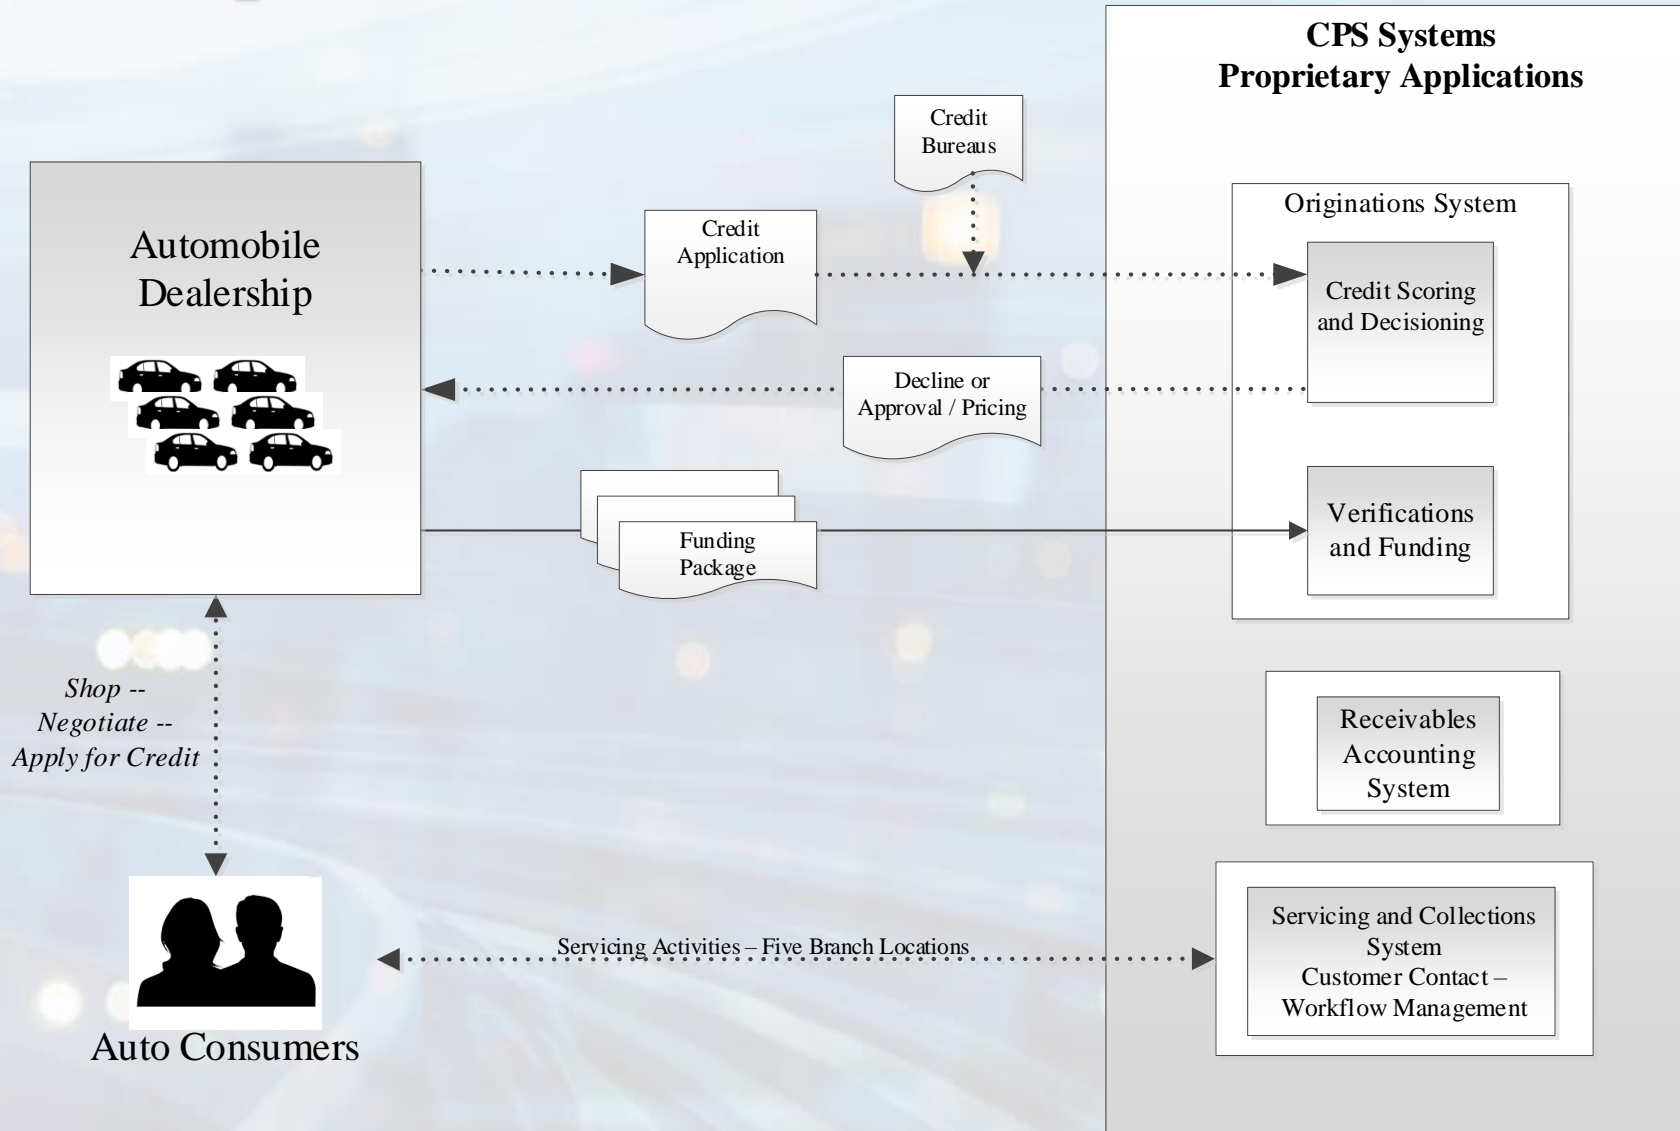 CPS Systems
Proprietary Applications
Credit
Bureaus
Originations System
Automobile
Dealership
Credit
Application
Credit Scoring
and Decisioning
Decline or
Approval / Pricing
Verifications
and Funding
Funding
Package
Shop --
Negotiate --
Apply for Credit
Receivables
Accounting
System
Servicing Activities – Five Branch Locations
Servicing and Collections
System
Customer Contact –
Workflow Management
Auto Consumers